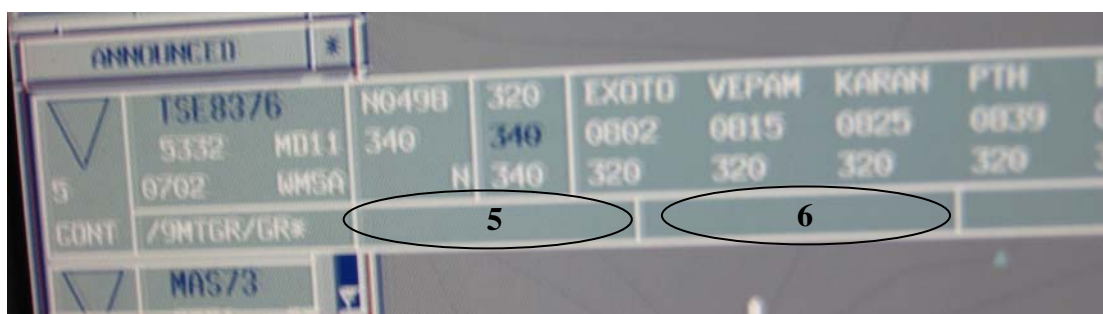 ANNOUNCED *
TSE8376 N0498 320 EXOTO VEPAM KARAN PTH
5332 MD11 340 340 0802 0815 0825 0839
5 0702 WMSA N 340 320 320 320 320
CONT /9MTGR/GR* 5 6
MAS73